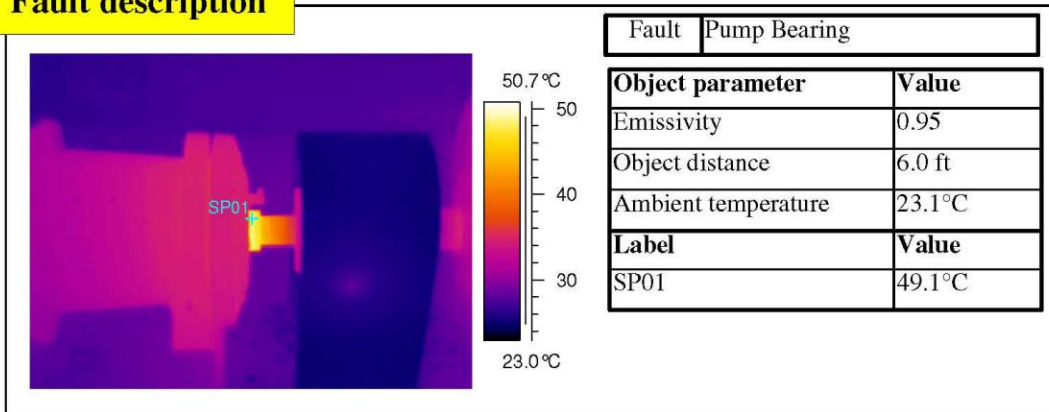 Fault description
Fault Pump Bearing
50.7°C
50
40
30
23.0°C
SP01
Object parameter Value
Emissivity 0.95
Object distance 6.0 ft
Ambient temperature 23.1°C
Label Value
SP01 49.1°C